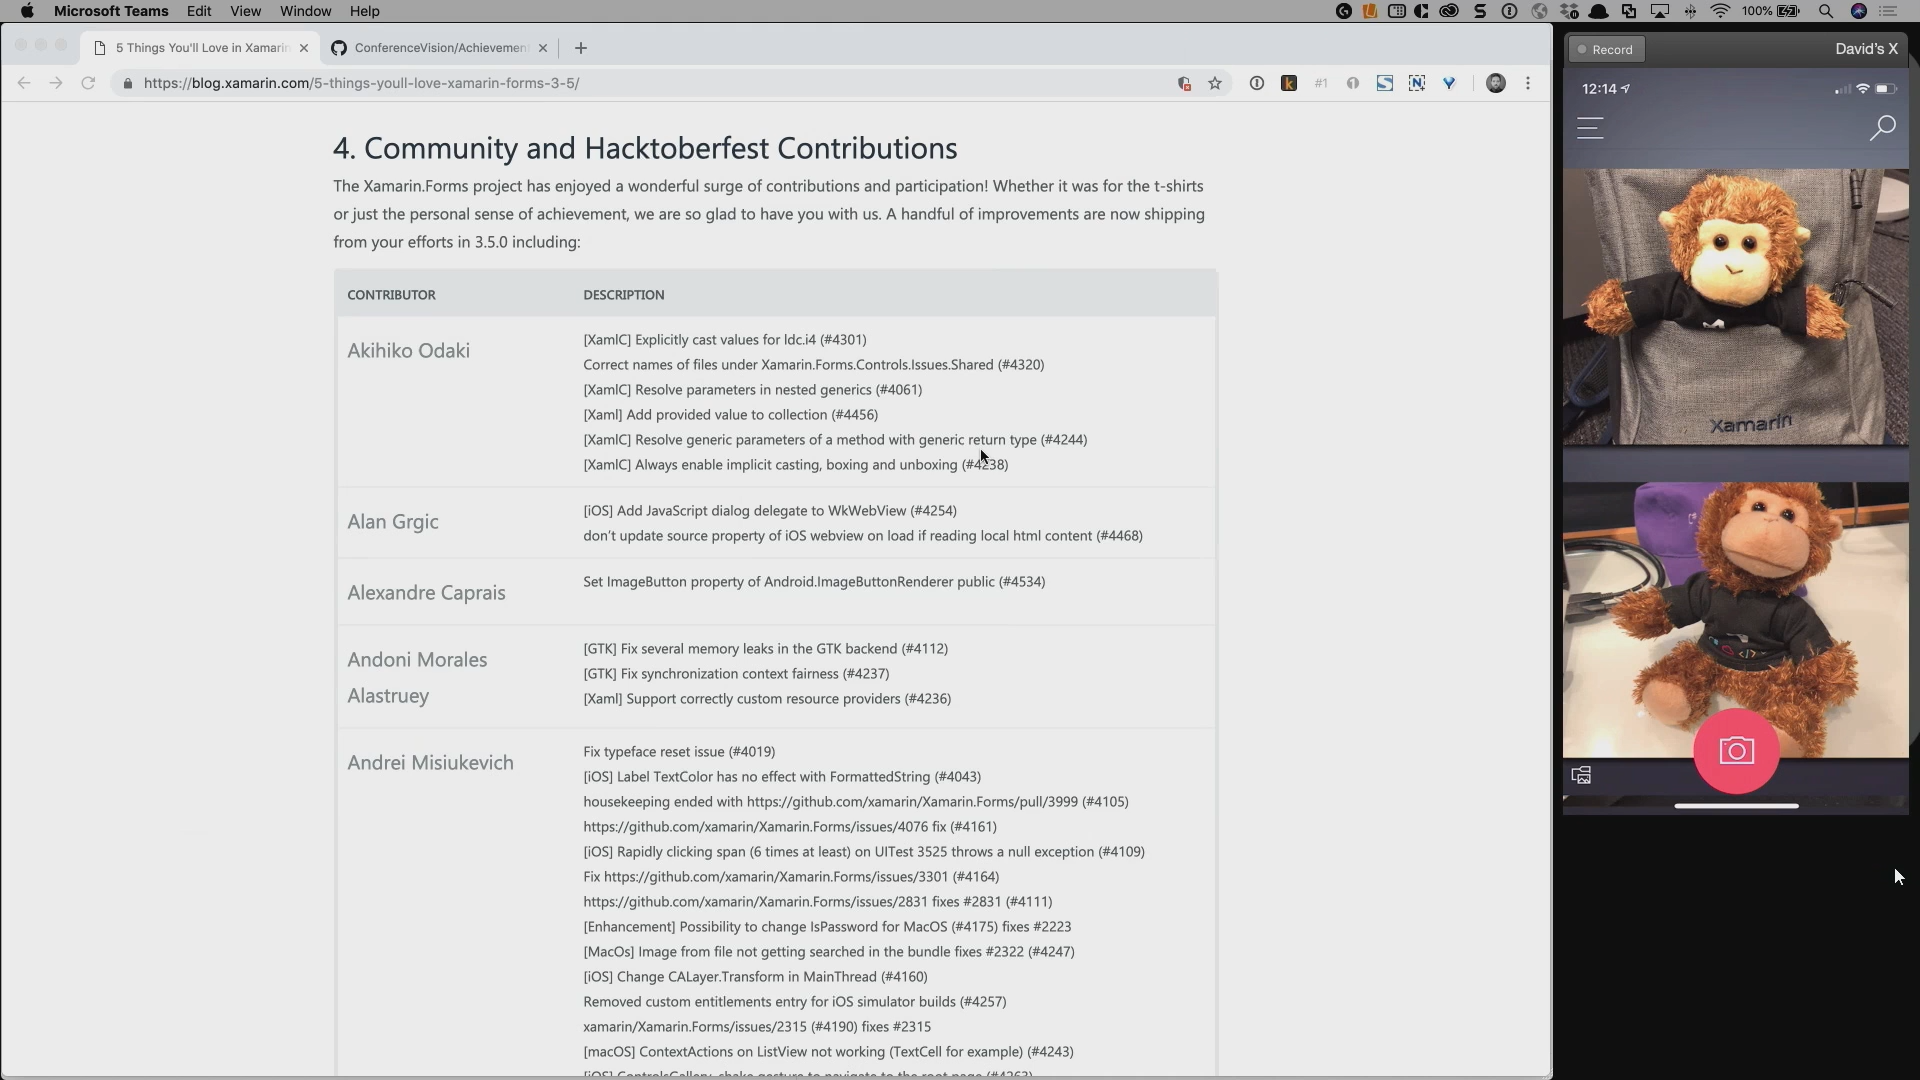 Microsoft Teams Edit View Window Help
100%
5 Things You'll Love in Xamarin
ConferenceVision/Achievemen
https://blog.xamarin.com/5-things-youll-love-xamarin-forms-3-5/
#1
4. Community and Hacktoberfest Contributions
The Xamarin.Forms project has enjoyed a wonderful surge of contributions and participation! Whether it was for the t-shirts
or just the personal sense of achievement, we are so glad to have you with us. A handful of improvements are now shipping
from your efforts in 3.5.0 including:
CONTRIBUTOR DESCRIPTION
Akihiko Odaki
[XamlC] Explicitly cast values for ldc.i4 (#4301)
Correct names of files under Xamarin.Forms.Controls.Issues.Shared (#4320)
[XamlC] Resolve parameters in nested generics (#4061)
[Xaml] Add provided value to collection (#4456)
[XamlC] Resolve generic parameters of a method with generic return type (#4244)
[XamlC] Always enable implicit casting, boxing and unboxing (#4238)
Alan Grgic
[iOS] Add JavaScript dialog delegate to WkWebView (#4254)
don’t update source property of iOS webview on load if reading local html content (#4468)
Alexandre Caprais
Set ImageButton property of Android.ImageButtonRenderer public (#4534)
Andoni Morales
Alastruey
[GTK] Fix several memory leaks in the GTK backend (#4112)
[GTK] Fix synchronization context fairness (#4237)
[Xaml] Support correctly custom resource providers (#4236)
Andrei Misiukevich
Fix typeface reset issue (#4019)
[iOS] Label TextColor has no effect with FormattedString (#4043)
housekeeping ended with https://github.com/xamarin/Xamarin.Forms/pull/3999 (#4105)
https://github.com/xamarin/Xamarin.Forms/issues/4076 fix (#4161)
[iOS] Rapidly clicking span (6 times at least) on UITest 3525 throws a null exception (#4109)
Fix https://github.com/xamarin/Xamarin.Forms/issues/3301 (#4164)
https://github.com/xamarin/Xamarin.Forms/issues/2831 fixes #2831 (#4111)
[Enhancement] Possibility to change IsPassword for MacOS (#4175) fixes #2223
[MacOs] Image from file not getting searched in the bundle fixes #2322 (#4247)
[iOS] Change CALayer.Transform in MainThread (#4160)
Removed custom entitlements entry for iOS simulator builds (#4257)
xamarin/Xamarin.Forms/issues/2315 (#4190) fixes #2315
[macOS] ContextActions on ListView not working (TextCell for example) (#4243)
[iOS] ControlsGallery, shake gesture to navigate to the root page (#4263)
Record
David's X
12:14
Xamarin